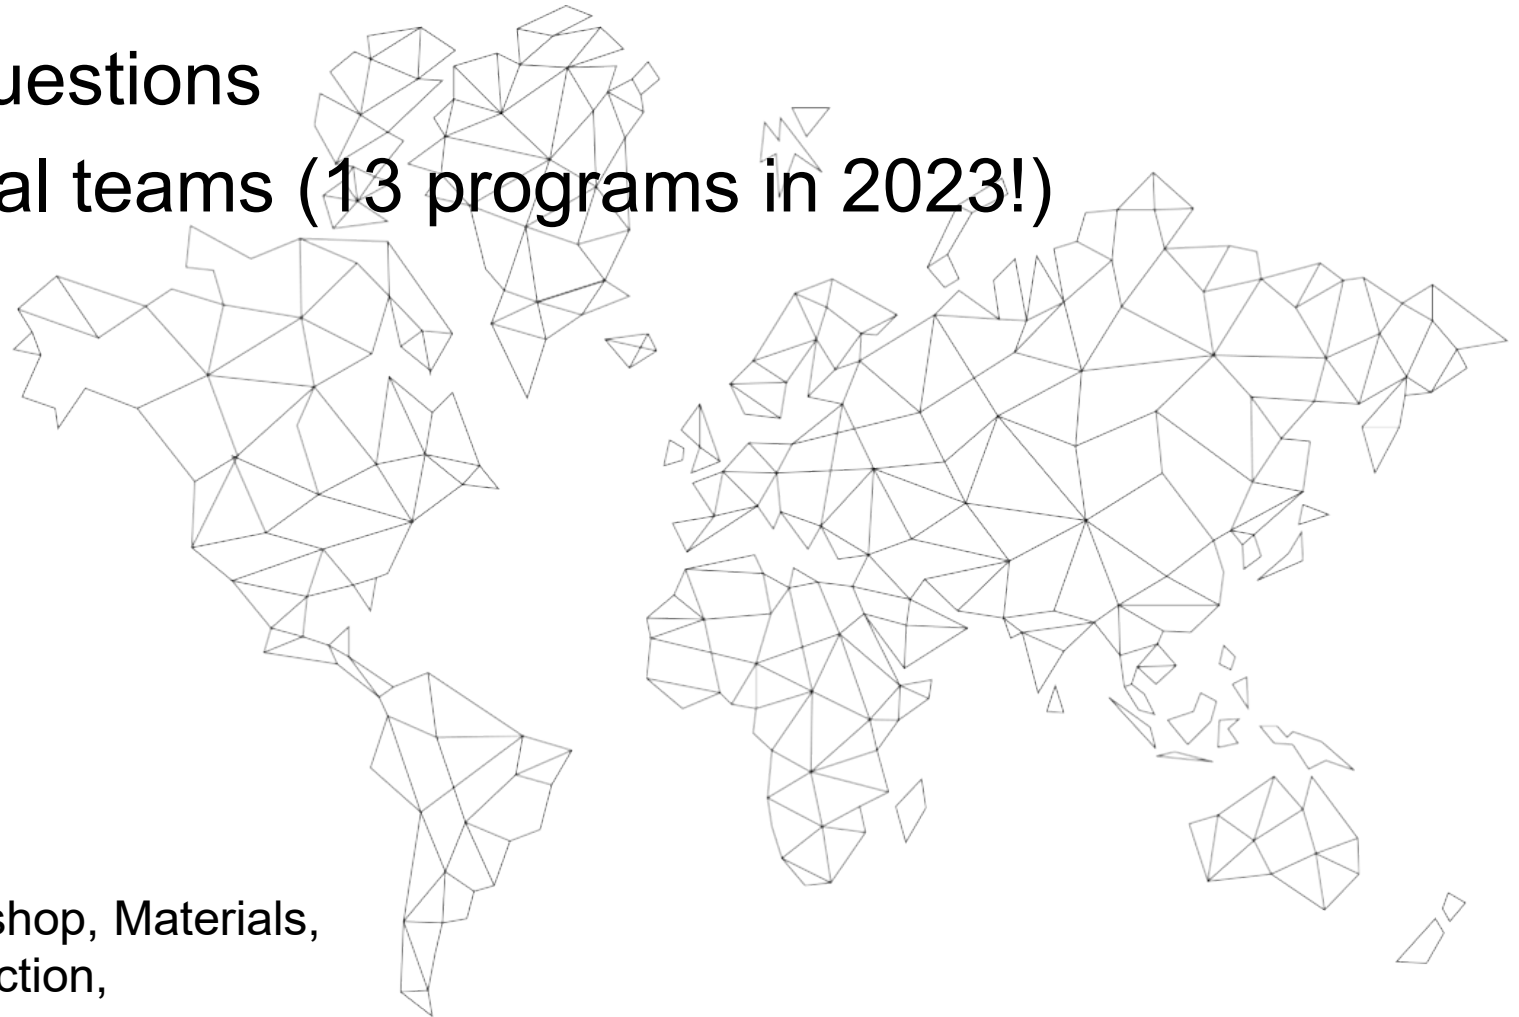 uestions
al teams (13 programs in 2023!)
shop, Materials,
ction,